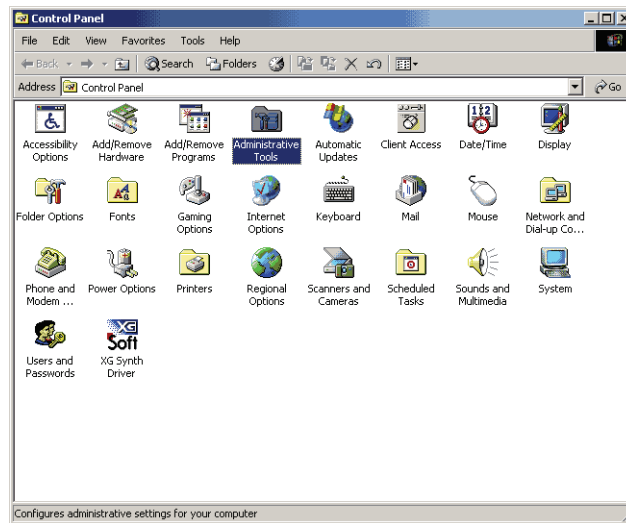 Control Panel
File Edit View Favorites Tools Help
Back Search Folders
Address Control Panel Go
Accessibility Options
Add/Remove Hardware
Add/Remove Programs
Administrative Tools
Automatic Updates
Client Access
Date/Time
Display
Folder Options
Fonts
Gaming Options
Internet Options
Keyboard
Mail
Mouse
Network and Dial-up Co...
Phone and Modem ...
Power Options
Printers
Regional Options
Scanners and Cameras
Scheduled Tasks
Sounds and Multimedia
System
Users and Passwords
XG Soft
XG Synth Driver
Configures administrative settings for your computer